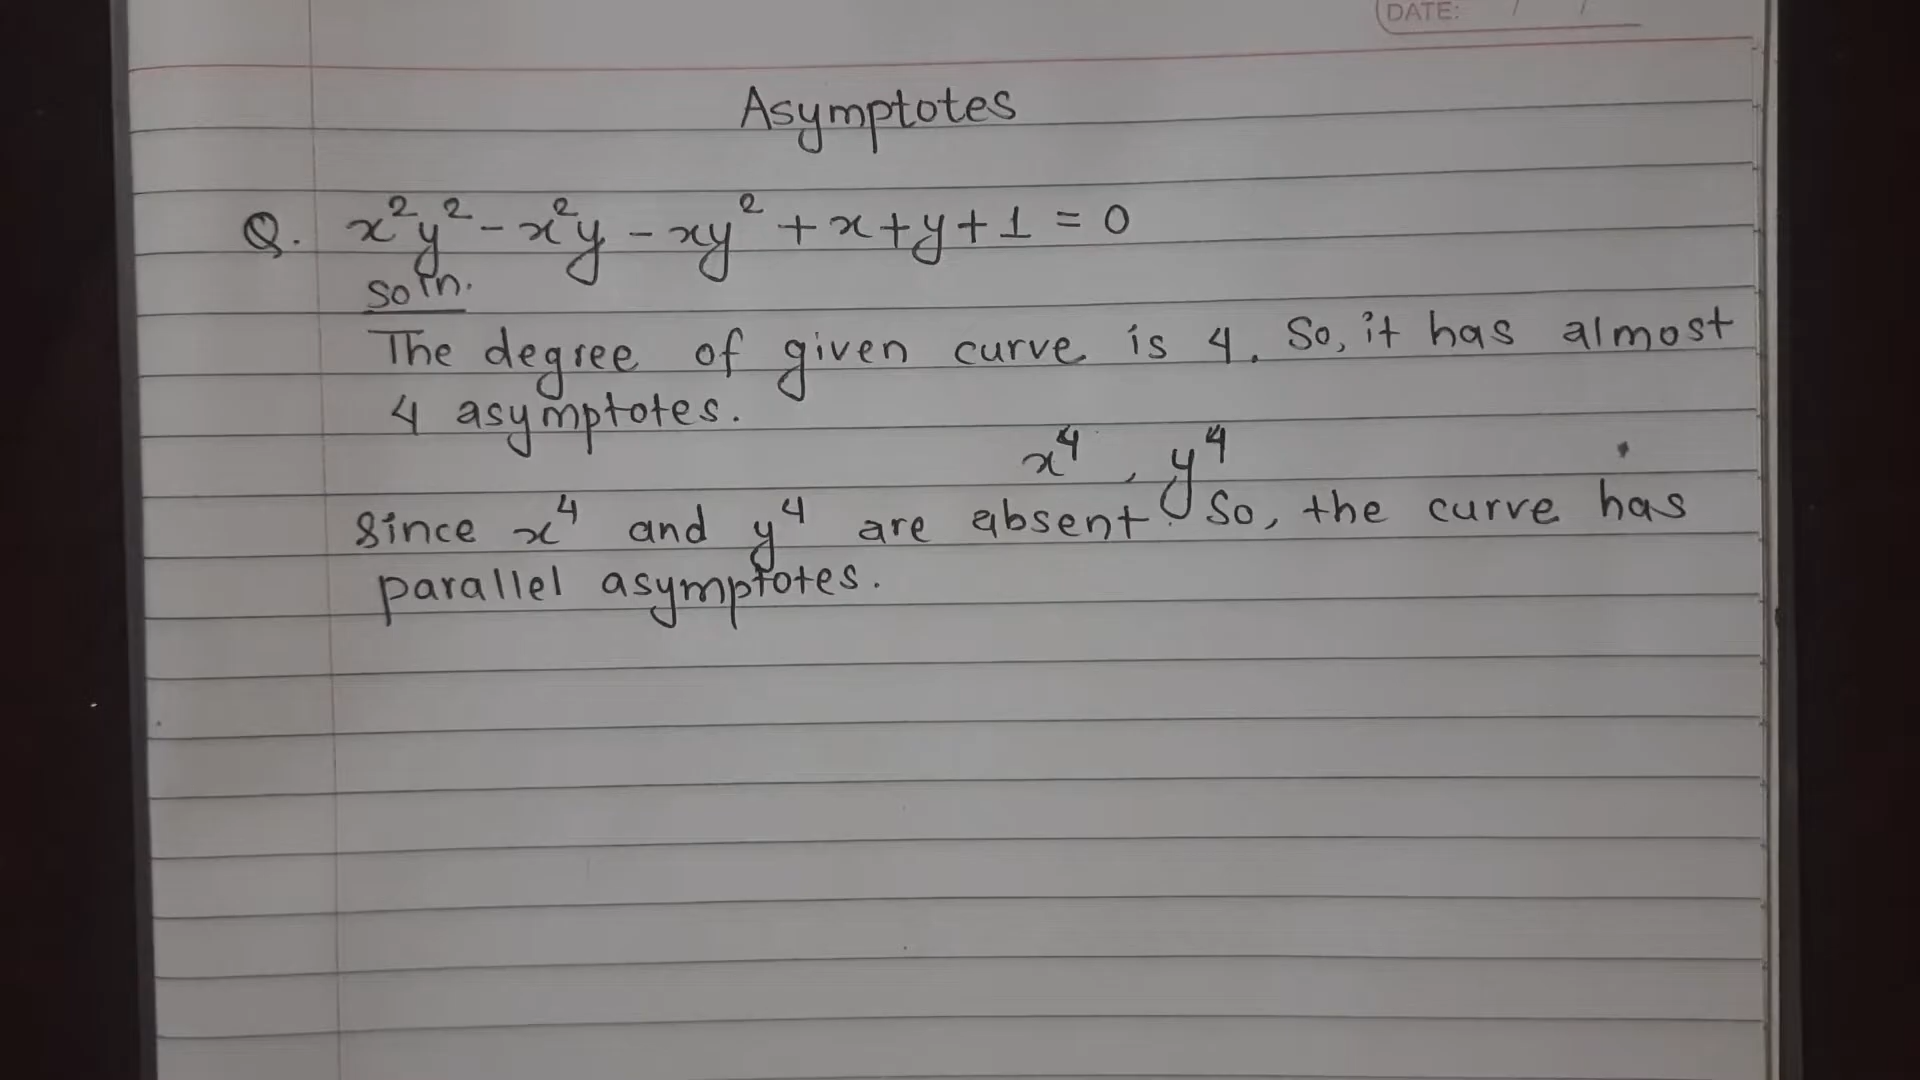 DATE: / /
Asymptotes
Q. x²y² - x²y - xy² + x + y + 1 = 0
soln.
The degree of given curve is 4. So, it has almost
4 asymptotes.
x⁴, y⁴
Since x⁴ and y⁴ are absent. So, the curve has
parallel asymptotes.